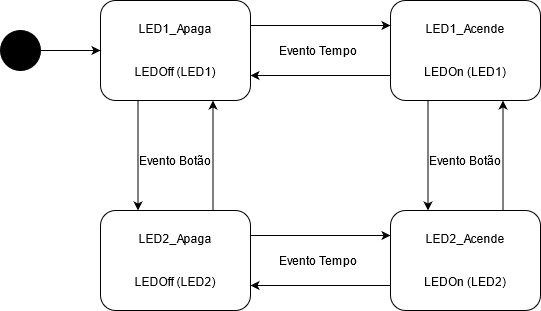 LED1_Apaga
LEDOff (LED1)
Evento Tempo
LED1_Acende
LEDOn (LED1)
Evento Botão
Evento Botão
LED2_Apaga
LEDOff (LED2)
Evento Tempo
LED2_Acende
LEDOn (LED2)